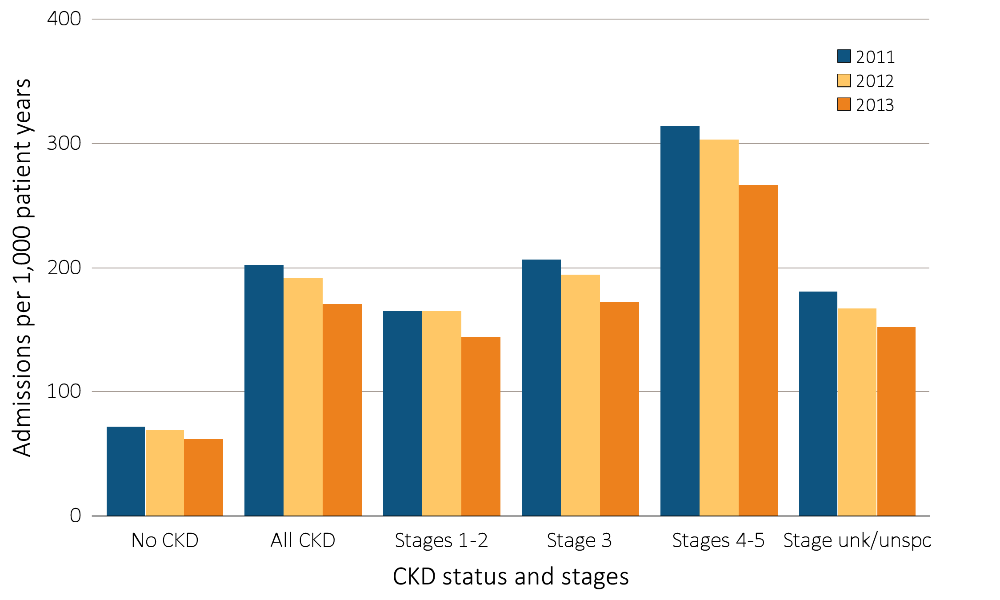 Admissions per 1,000 patient years
400
300
200
100
0
2011
2012
2013
No CKD
All CKD
Stages 1-2
Stage 3
Stages 4-5
Stage unk/unspc
CKD status and stages